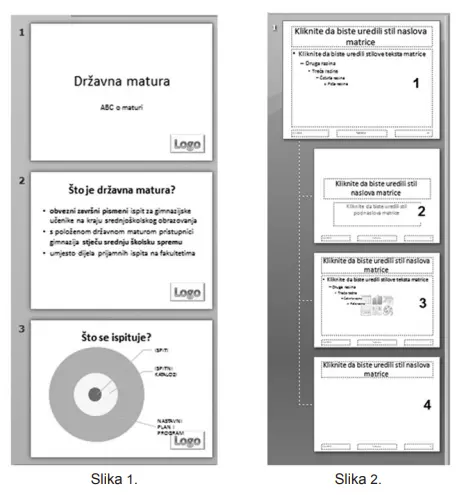 1
Državna matura
ABC o maturi
Logo
2
Što je državna matura?
• obvezni završni pismeni ispit za gimnazijske
učenike na kraju srednjoškolskog obrazovanja
• s položenom državnom maturom pristupnici
gimnazija stječu srednju školsku spremu
• umjesto dijela prijamnih ispita na fakultetima
Logo
3
Što se ispituje?
ISPITI
ISPITNI
KATALOZI
NASTAVNI
PLAN I
PROGRAM
Logo
Slika 1.
1
Kliknite da biste uredili stil naslova
matrice
• Kliknite da biste uredili stilove teksta matrice
– Druga razina
• Treća razina
– Četvrta razina
» Peta razina
1
Kliknite da biste uredili stil
naslova matrice
Kliknite da biste uredili stil
podnaslova matrice
2
Kliknite da biste uredili stil naslova
matrice
• Kliknite da biste uredili stilove teksta matrice
– Druga razina
• Treća razina
– Četvrta razina
» Peta razina
3
Kliknite da biste uredili stil naslova
matrice
4
Slika 2.